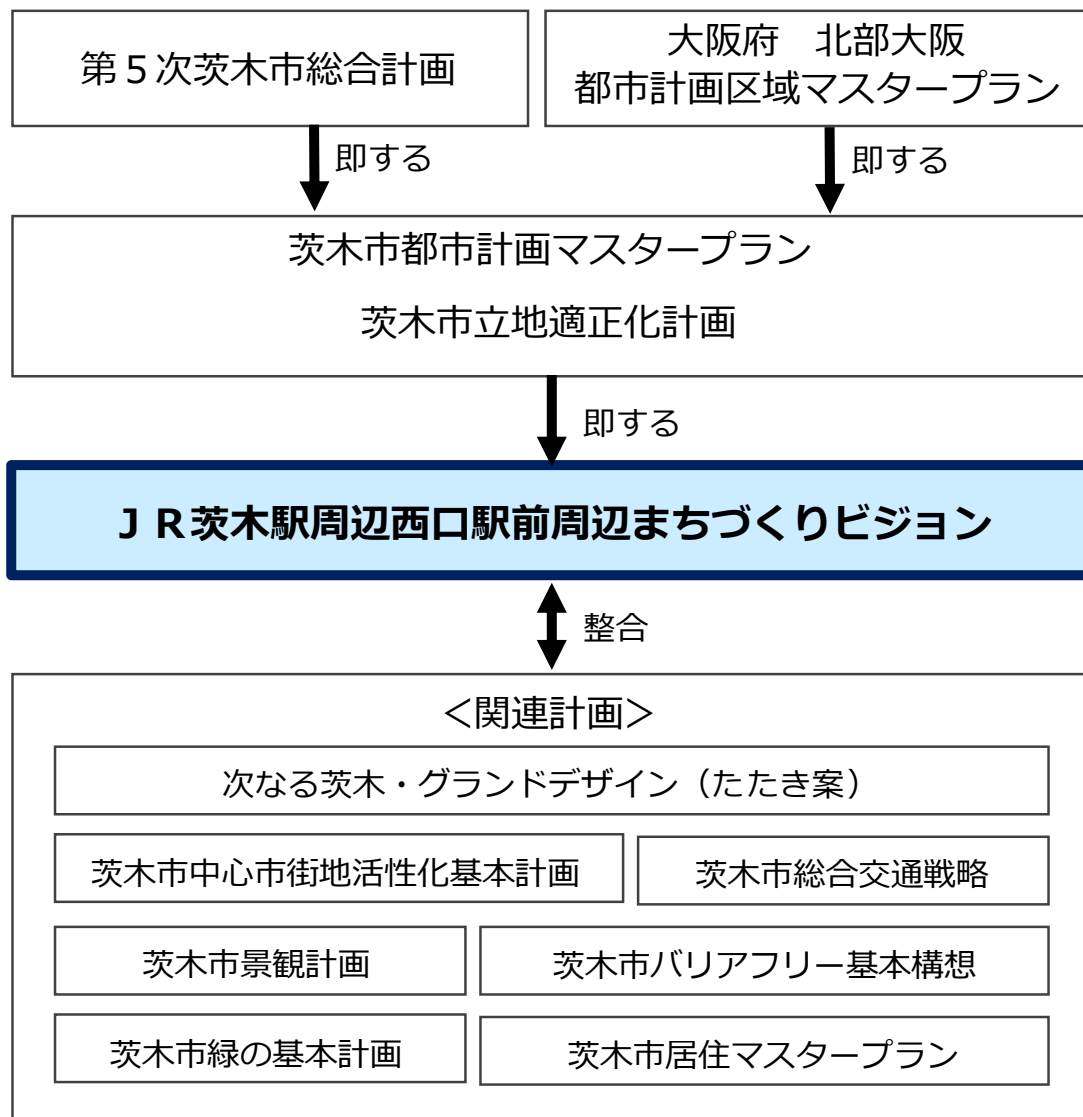 第５次茨木市総合計画
大阪府　北部大阪
都市計画区域マスタープラン
即する
即する
茨木市都市計画マスタープラン
茨木市立地適正化計画
即する
ＪＲ茨木駅周辺西口駅前周辺まちづくりビジョン
整合
＜関連計画＞
次なる茨木・グランドデザイン（たたき案）
茨木市中心市街地活性化基本計画
茨木市総合交通戦略
茨木市景観計画
茨木市バリアフリー基本構想
茨木市緑の基本計画
茨木市居住マスタープラン